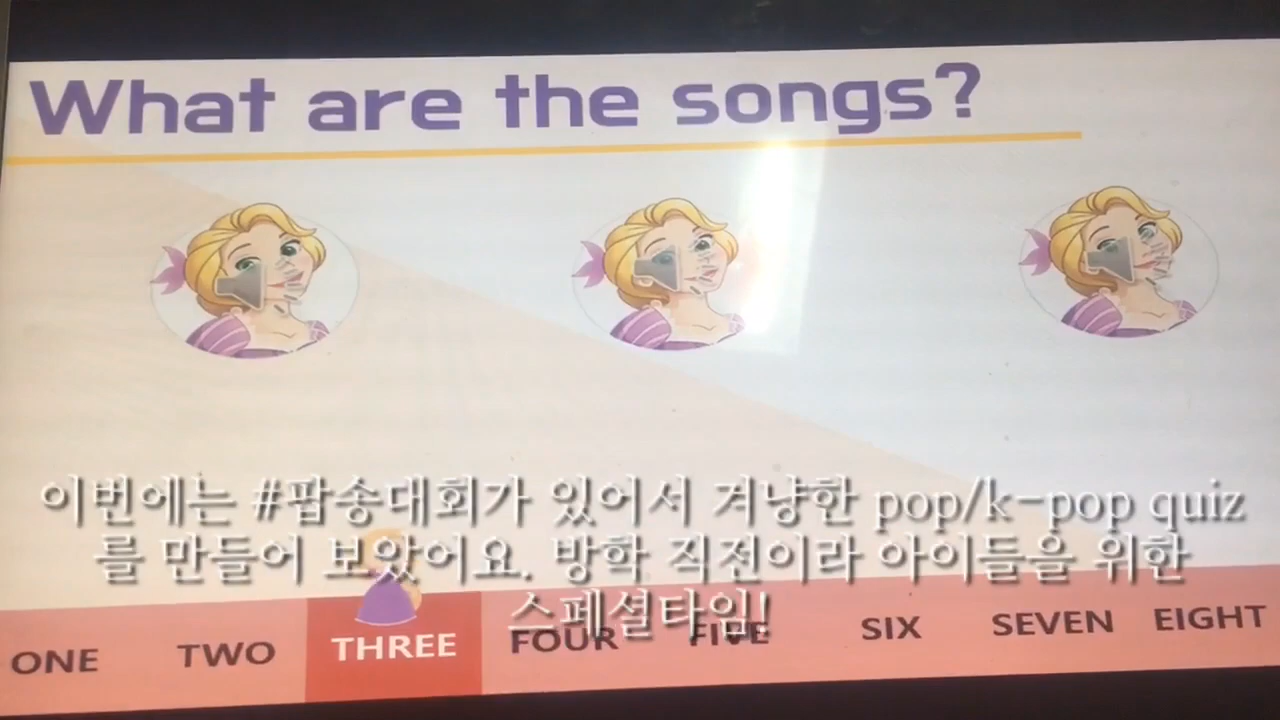 What are the songs?
이번에는 #팝송대회가 있어서 겨냥한 pop/k-pop quiz
를 만들어 보았어요. 방학 직전이라 아이들을 위한
스페셜타임!
ONE TWO THREE FOUR FIVE SIX SEVEN EIGHT